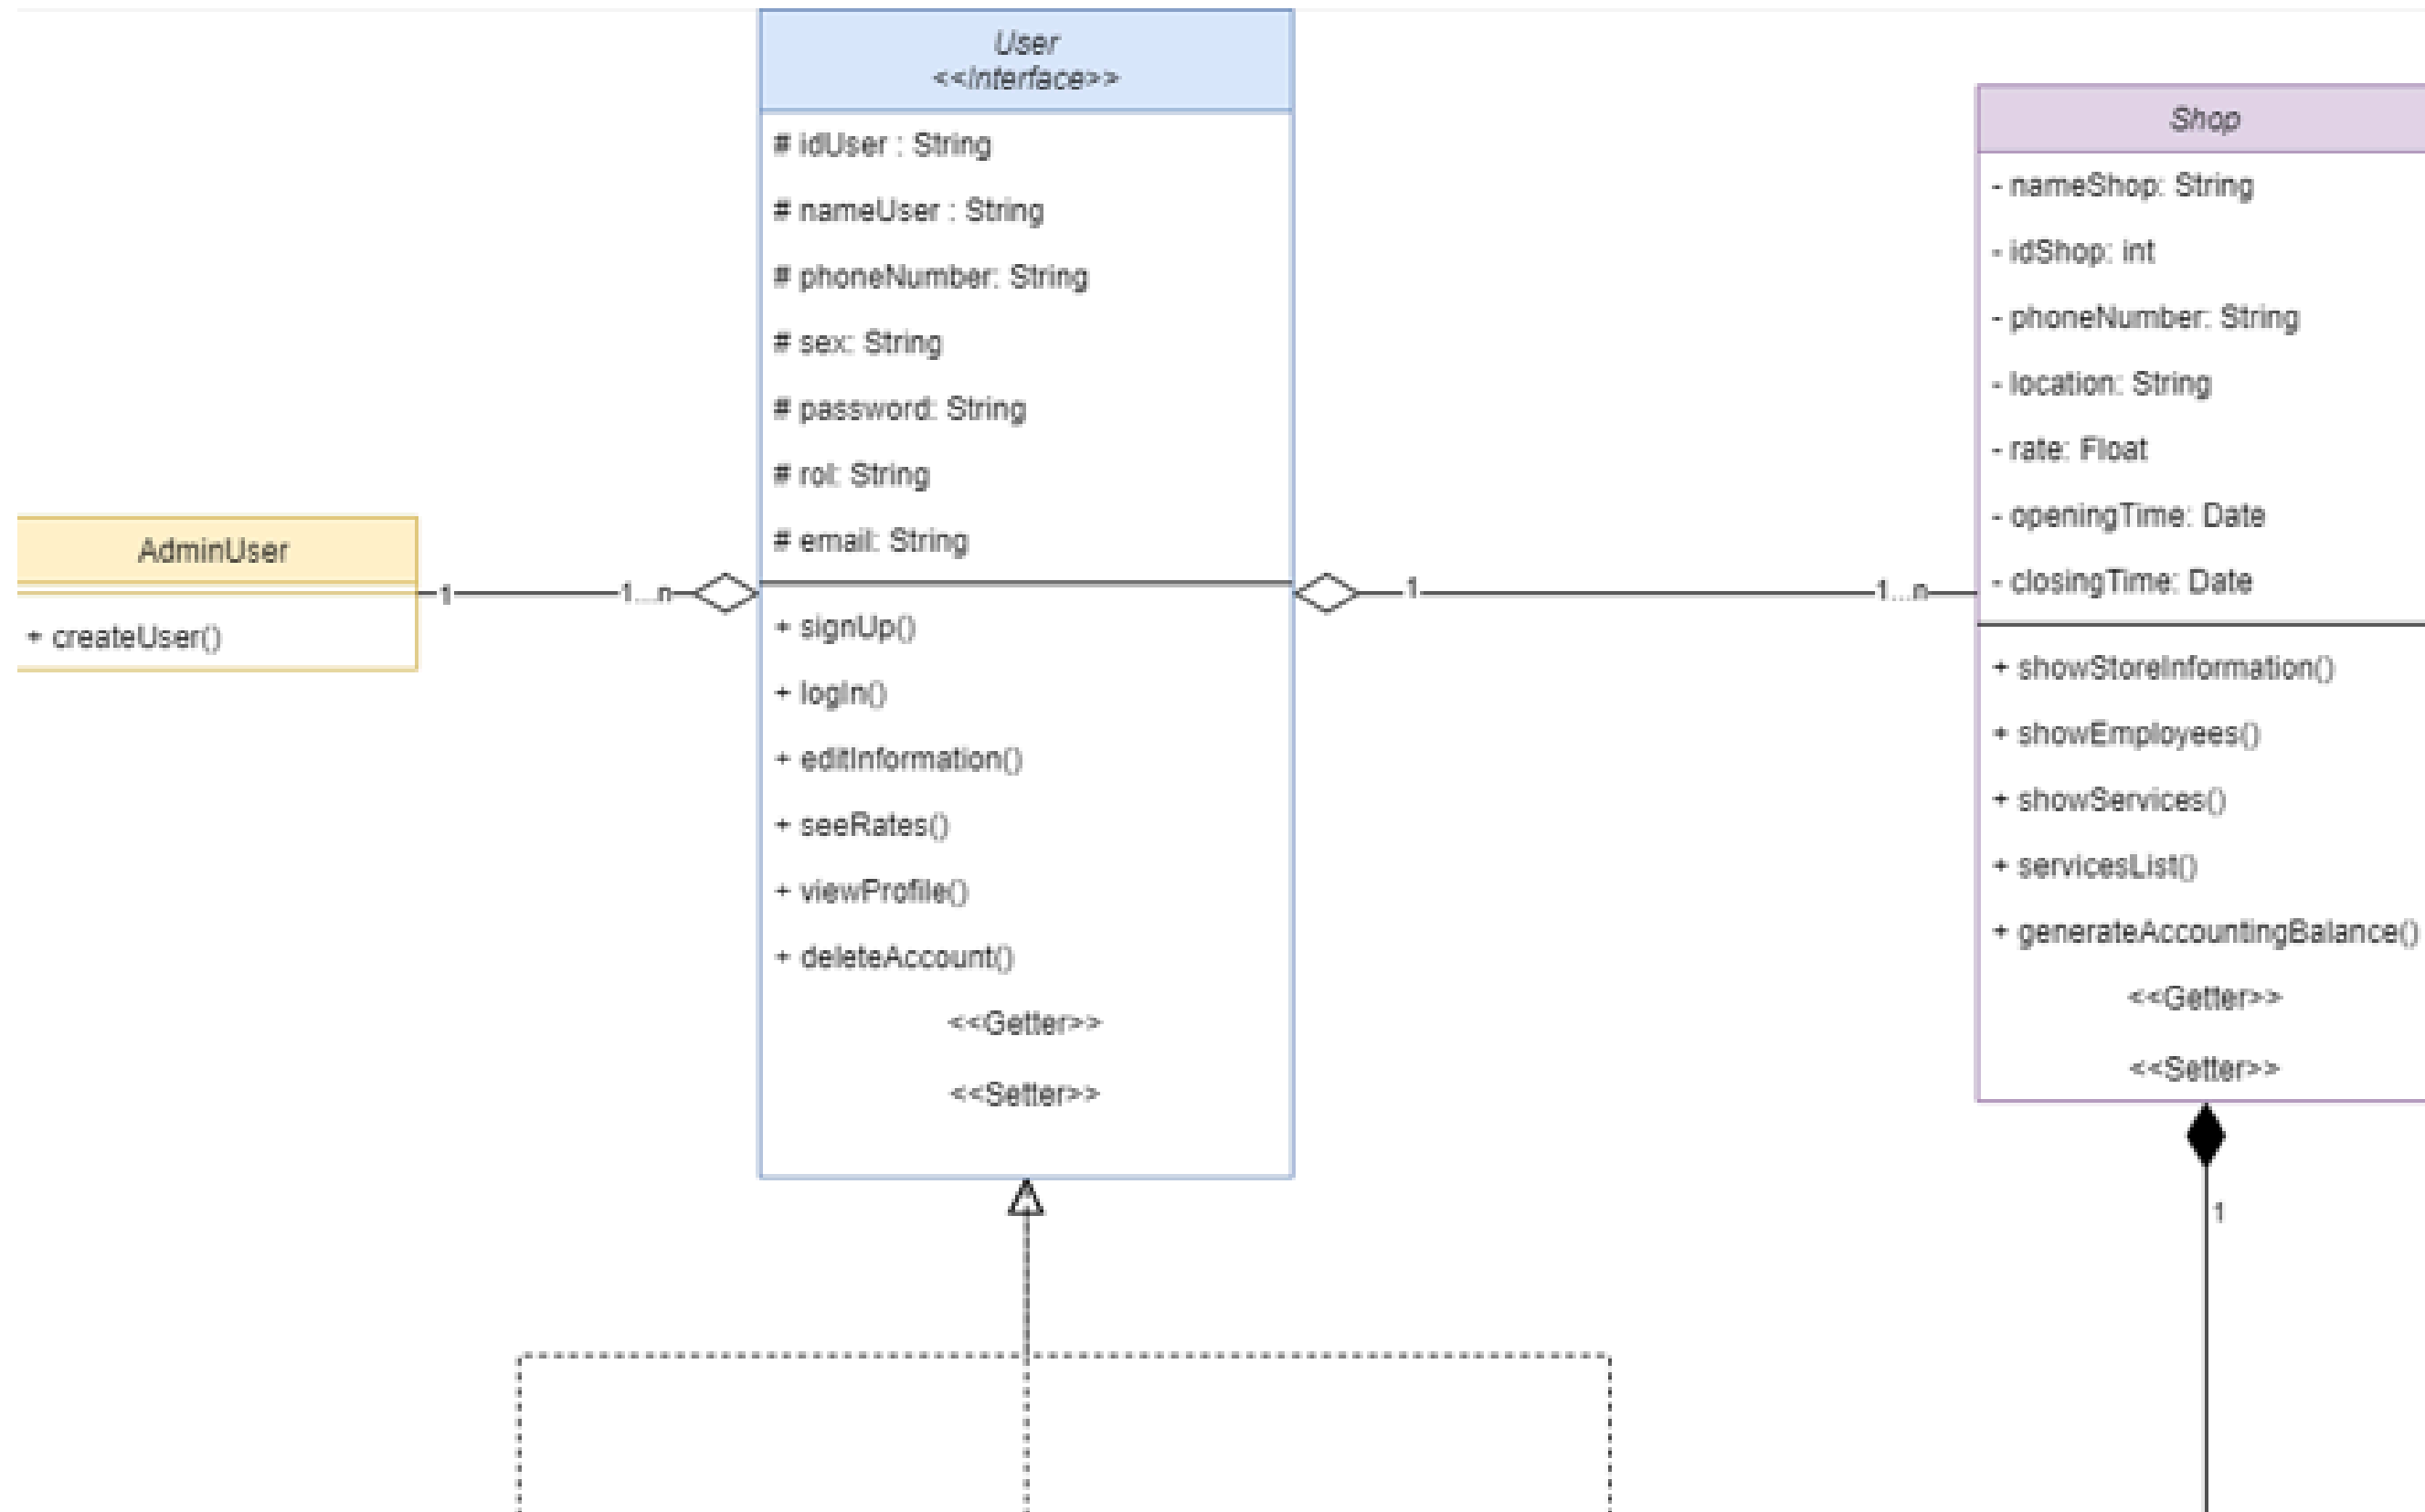 User
<<Interface>>
# idUser : String
# nameUser : String
# phoneNumber: String
# sex: String
# password: String
# rol: String
# email: String
+ signUp()
+ logIn()
+ editInformation()
+ seeRates()
+ viewProfile()
+ deleteAccount()
<<Getter>>
<<Setter>>
AdminUser
+ createUser()
1
1...n
1
1...n
Shop
- nameShop: String
- idShop: int
- phoneNumber: String
- location: String
- rate: Float
- openingTime: Date
- closingTime: Date
+ showStoreInformation()
+ showEmployees()
+ showServices()
+ servicesList()
+ generateAccountingBalance()
<<Getter>>
<<Setter>>
1